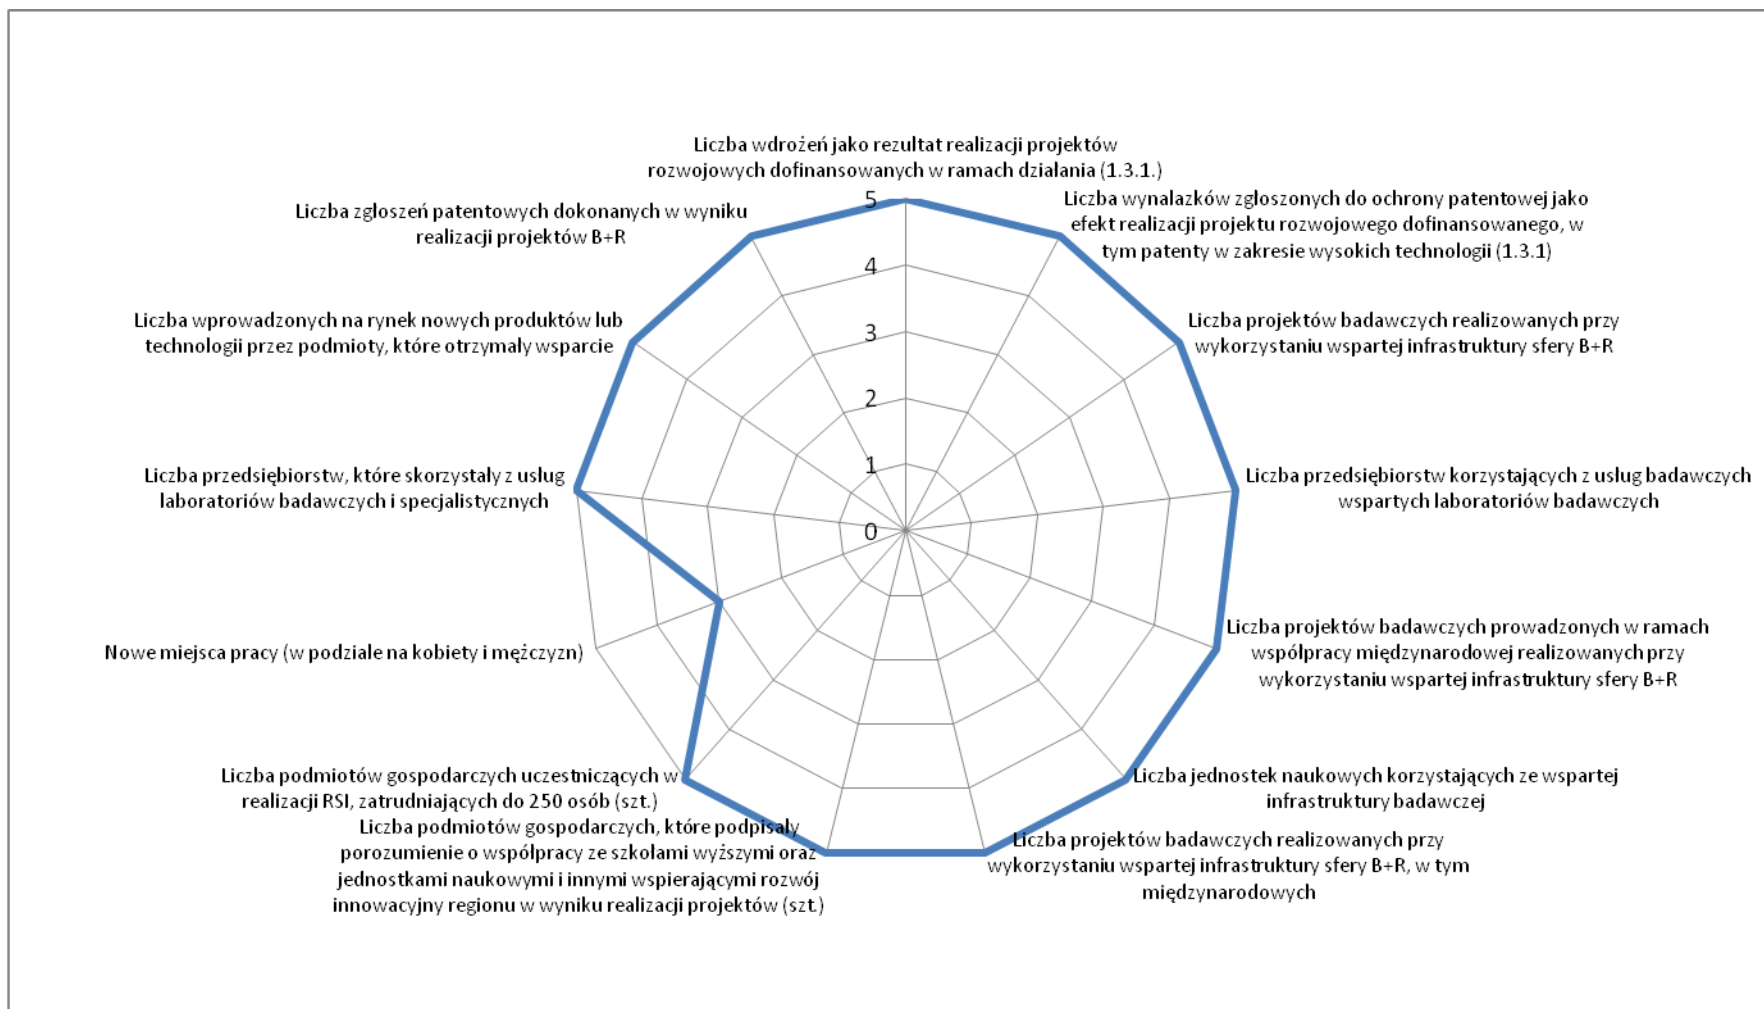 Liczba wdrożeń jako rezultat realizacji projektów
rozwojowych dofinansowanych w ramach działania (1.3.1.)
Liczba wynalazków zgłoszonych do ochrony patentowej jako
efekt realizacji projektu rozwojowego dofinansowanego, w
tym patenty w zakresie wysokich technologii (1.3.1)
Liczba projektów badawczych realizowanych przy
wykorzystaniu wspartej infrastruktury sfery B+R
Liczba przedsiębiorstw korzystających z usług badawczych
wspartych laboratoriów badawczych
Liczba projektów badawczych prowadzonych w ramach
współpracy międzynarodowej realizowanych przy
wykorzystaniu wspartej infrastruktury sfery B+R
Liczba jednostek naukowych korzystających ze wspartej
infrastruktury badawczej
Liczba projektów badawczych realizowanych przy
wykorzystaniu wspartej infrastruktury sfery B+R, w tym
międzynarodowych
Liczba podmiotów gospodarczych, które podpisały
porozumienie o współpracy ze szkołami wyższymi oraz
jednostkami naukowymi i innymi wspierającymi rozwój
innowacyjny regionu w wyniku realizacji projektów (szt.)
Liczba podmiotów gospodarczych uczestniczących w
realizacji RSI, zatrudniających do 250 osób (szt.)
Nowe miejsca pracy (w podziale na kobiety i mężczyzn)
Liczba przedsiębiorstw, które skorzystały z usług
laboratoriów badawczych i specjalistycznych
Liczba wprowadzonych na rynek nowych produktów lub
technologii przez podmioty, które otrzymały wsparcie
Liczba zgłoszeń patentowych dokonanych w wyniku
realizacji projektów B+R
5
4
3
2
1
0